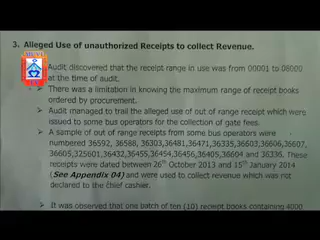 3. Alleged Use of unauthorized Receipts to collect Revenue.
Audit discovered that the receipt range in use was from 00001 to 08000
at the time of audit.
There was a limitation in knowing the maximum range of receipt books
ordered by procurement.
➤ Audit managed to trail the alleged use of out of range receipt which were
issued to some bus operators for the collection of gate fees.
➤ A sample of out of range receipts from some bus operators were
numbered 36592, 36588, 36303,36481,36471,36335,36603,36606,36607,
36605,325601,36432,36455,36454,36456,36405,36604 and 36336. These
receipts were dated between 26th October 2013 and 15th January 2014
(See Appendix 04) and were used to collect revenue which was not
declared to the chief cashier.
➤ It was observed that one batch of ten (10) receipt books containing 4000